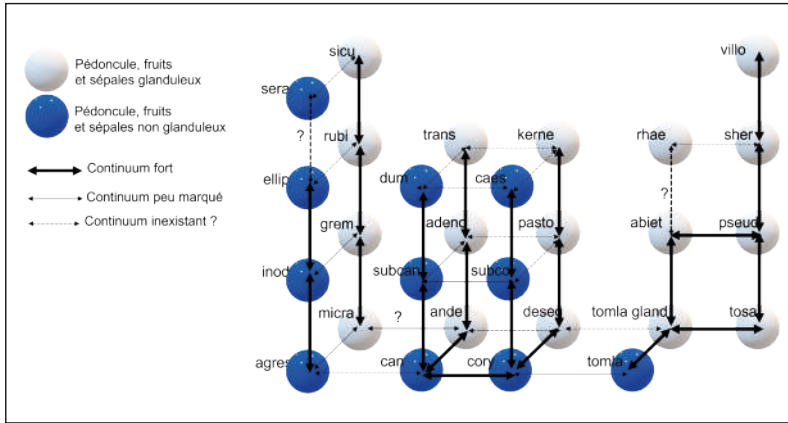 Pédoncule, fruits
et sépales glanduleux
Pédoncule, fruits
et sépales non glanduleux
Continuum fort
Continuum peu marqué
Continuum inexistant ?
sicu
villo
sera
?
rubi
trans
kerne
rhae
sher
ellip
dum
caes
?
grem
adeno
pasto
abiet
pseud
inod
subcan
subco
micra
?
ande
deseg
tomla gland
tosa
agres
can
cory
tomla